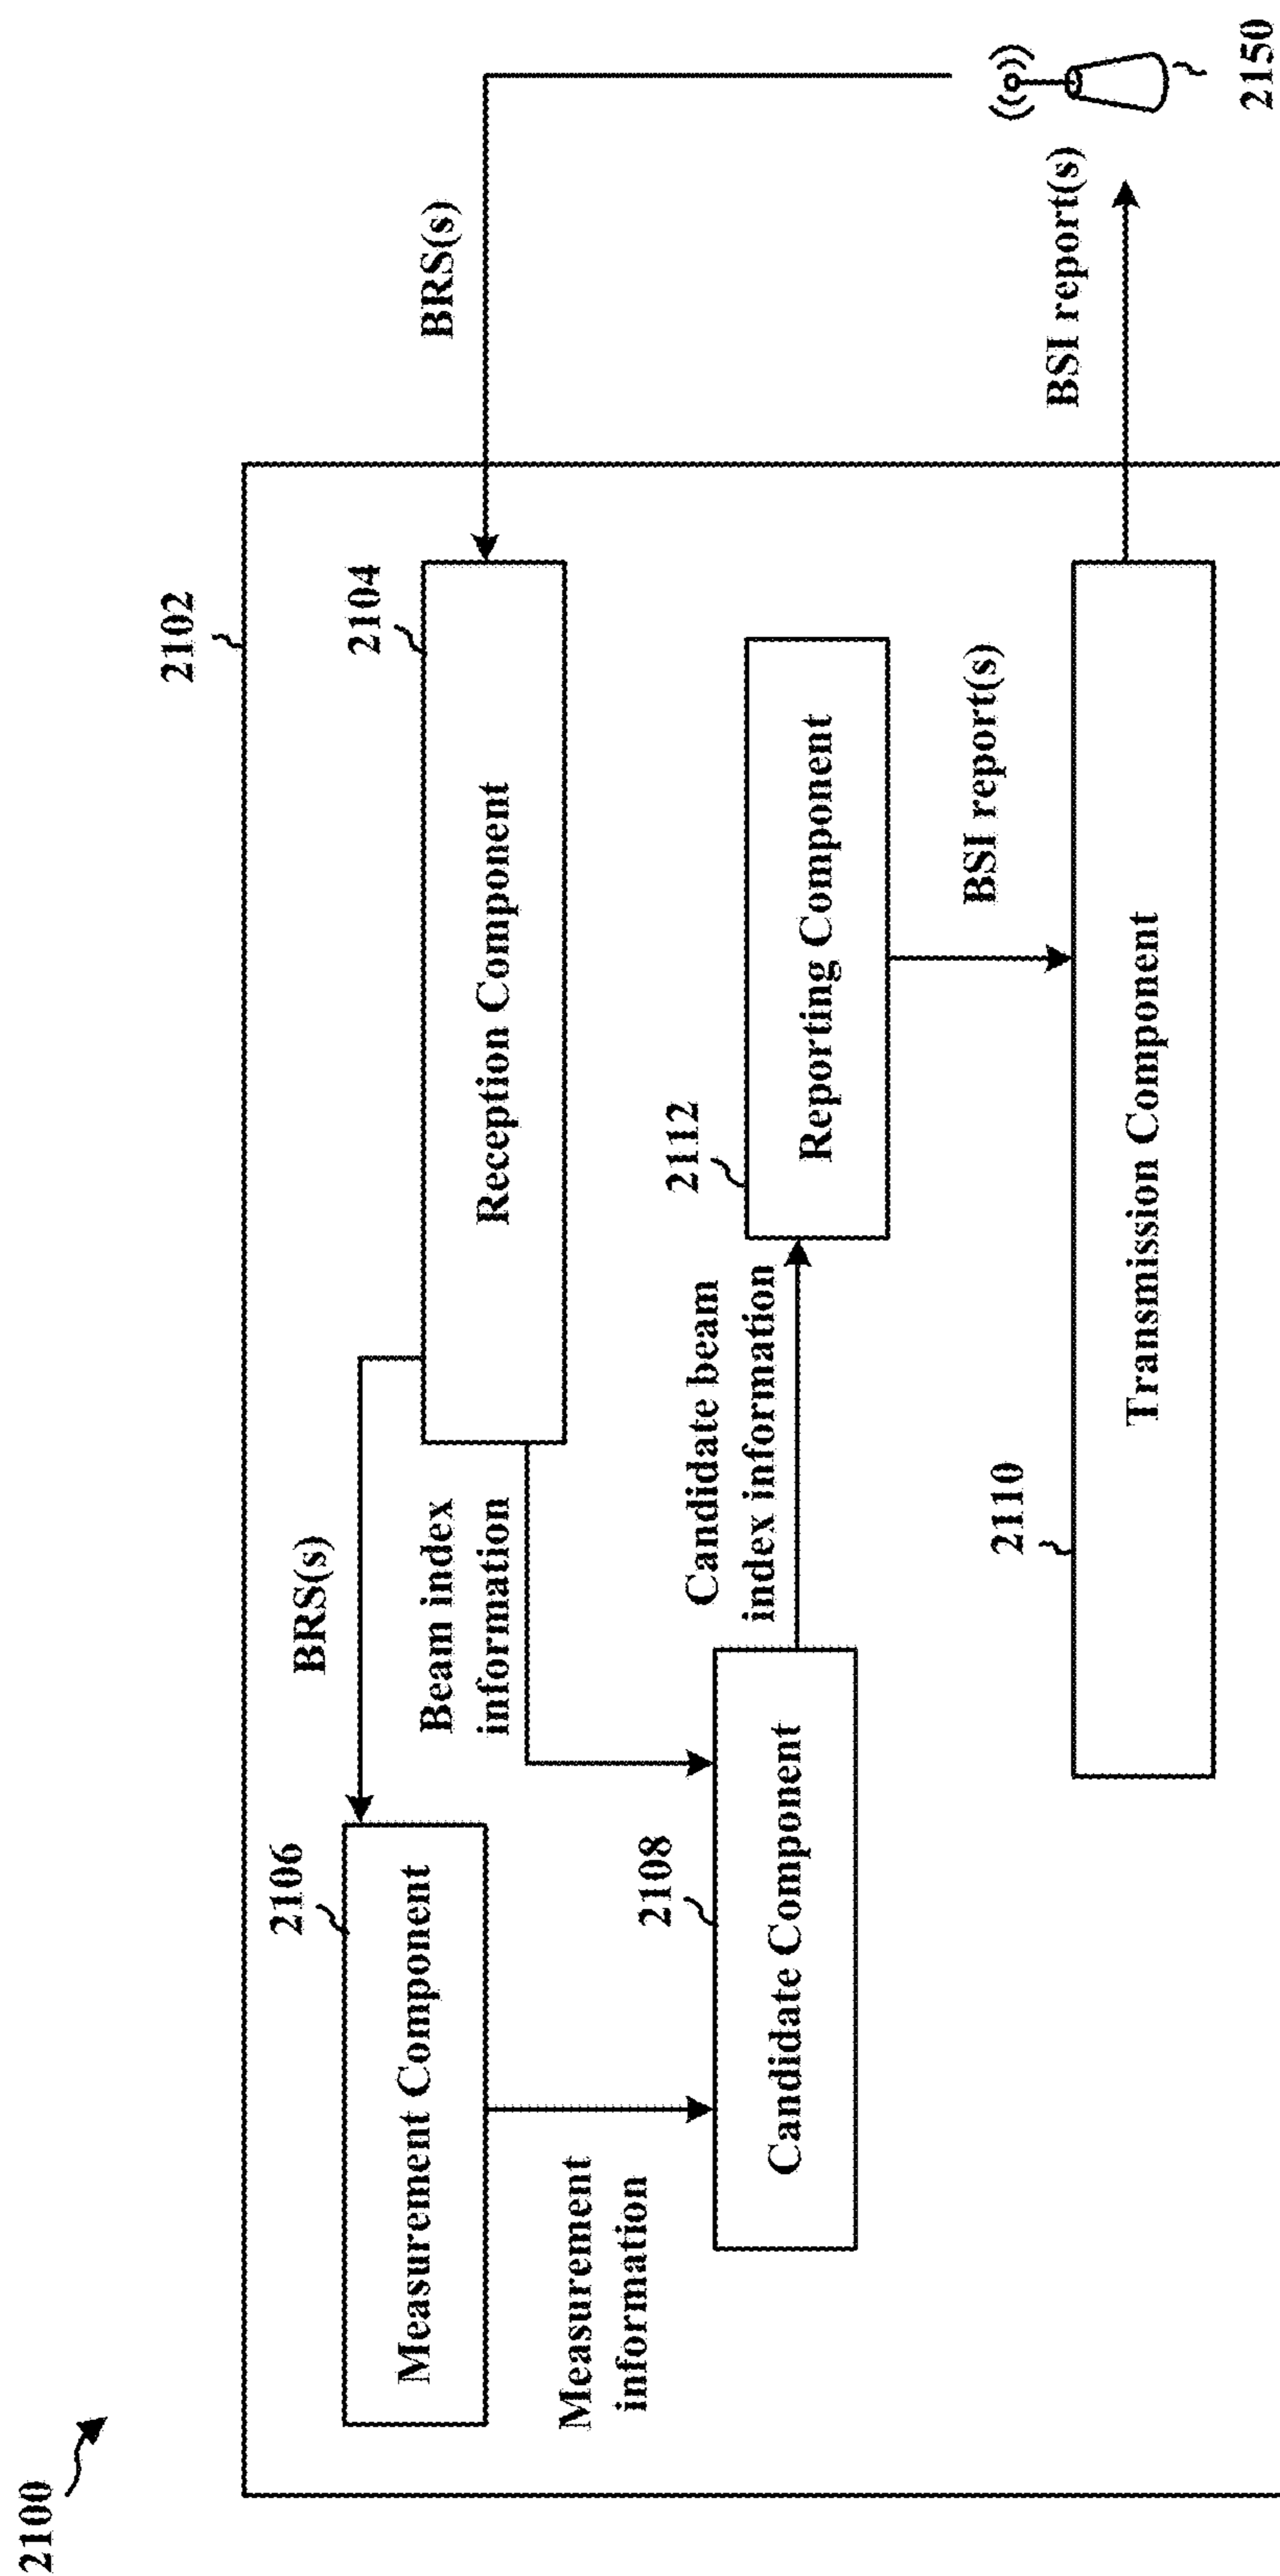 2100
2102
2106
Measurement Component
BRS(s)
2104
Reception Component
BRS(s)
Beam index
information
Measurement
information
2108
Candidate Component
Candidate beam
index information
2112
Reporting Component
BSI report(s)
2110
Transmission Component
BSI report(s)
2150